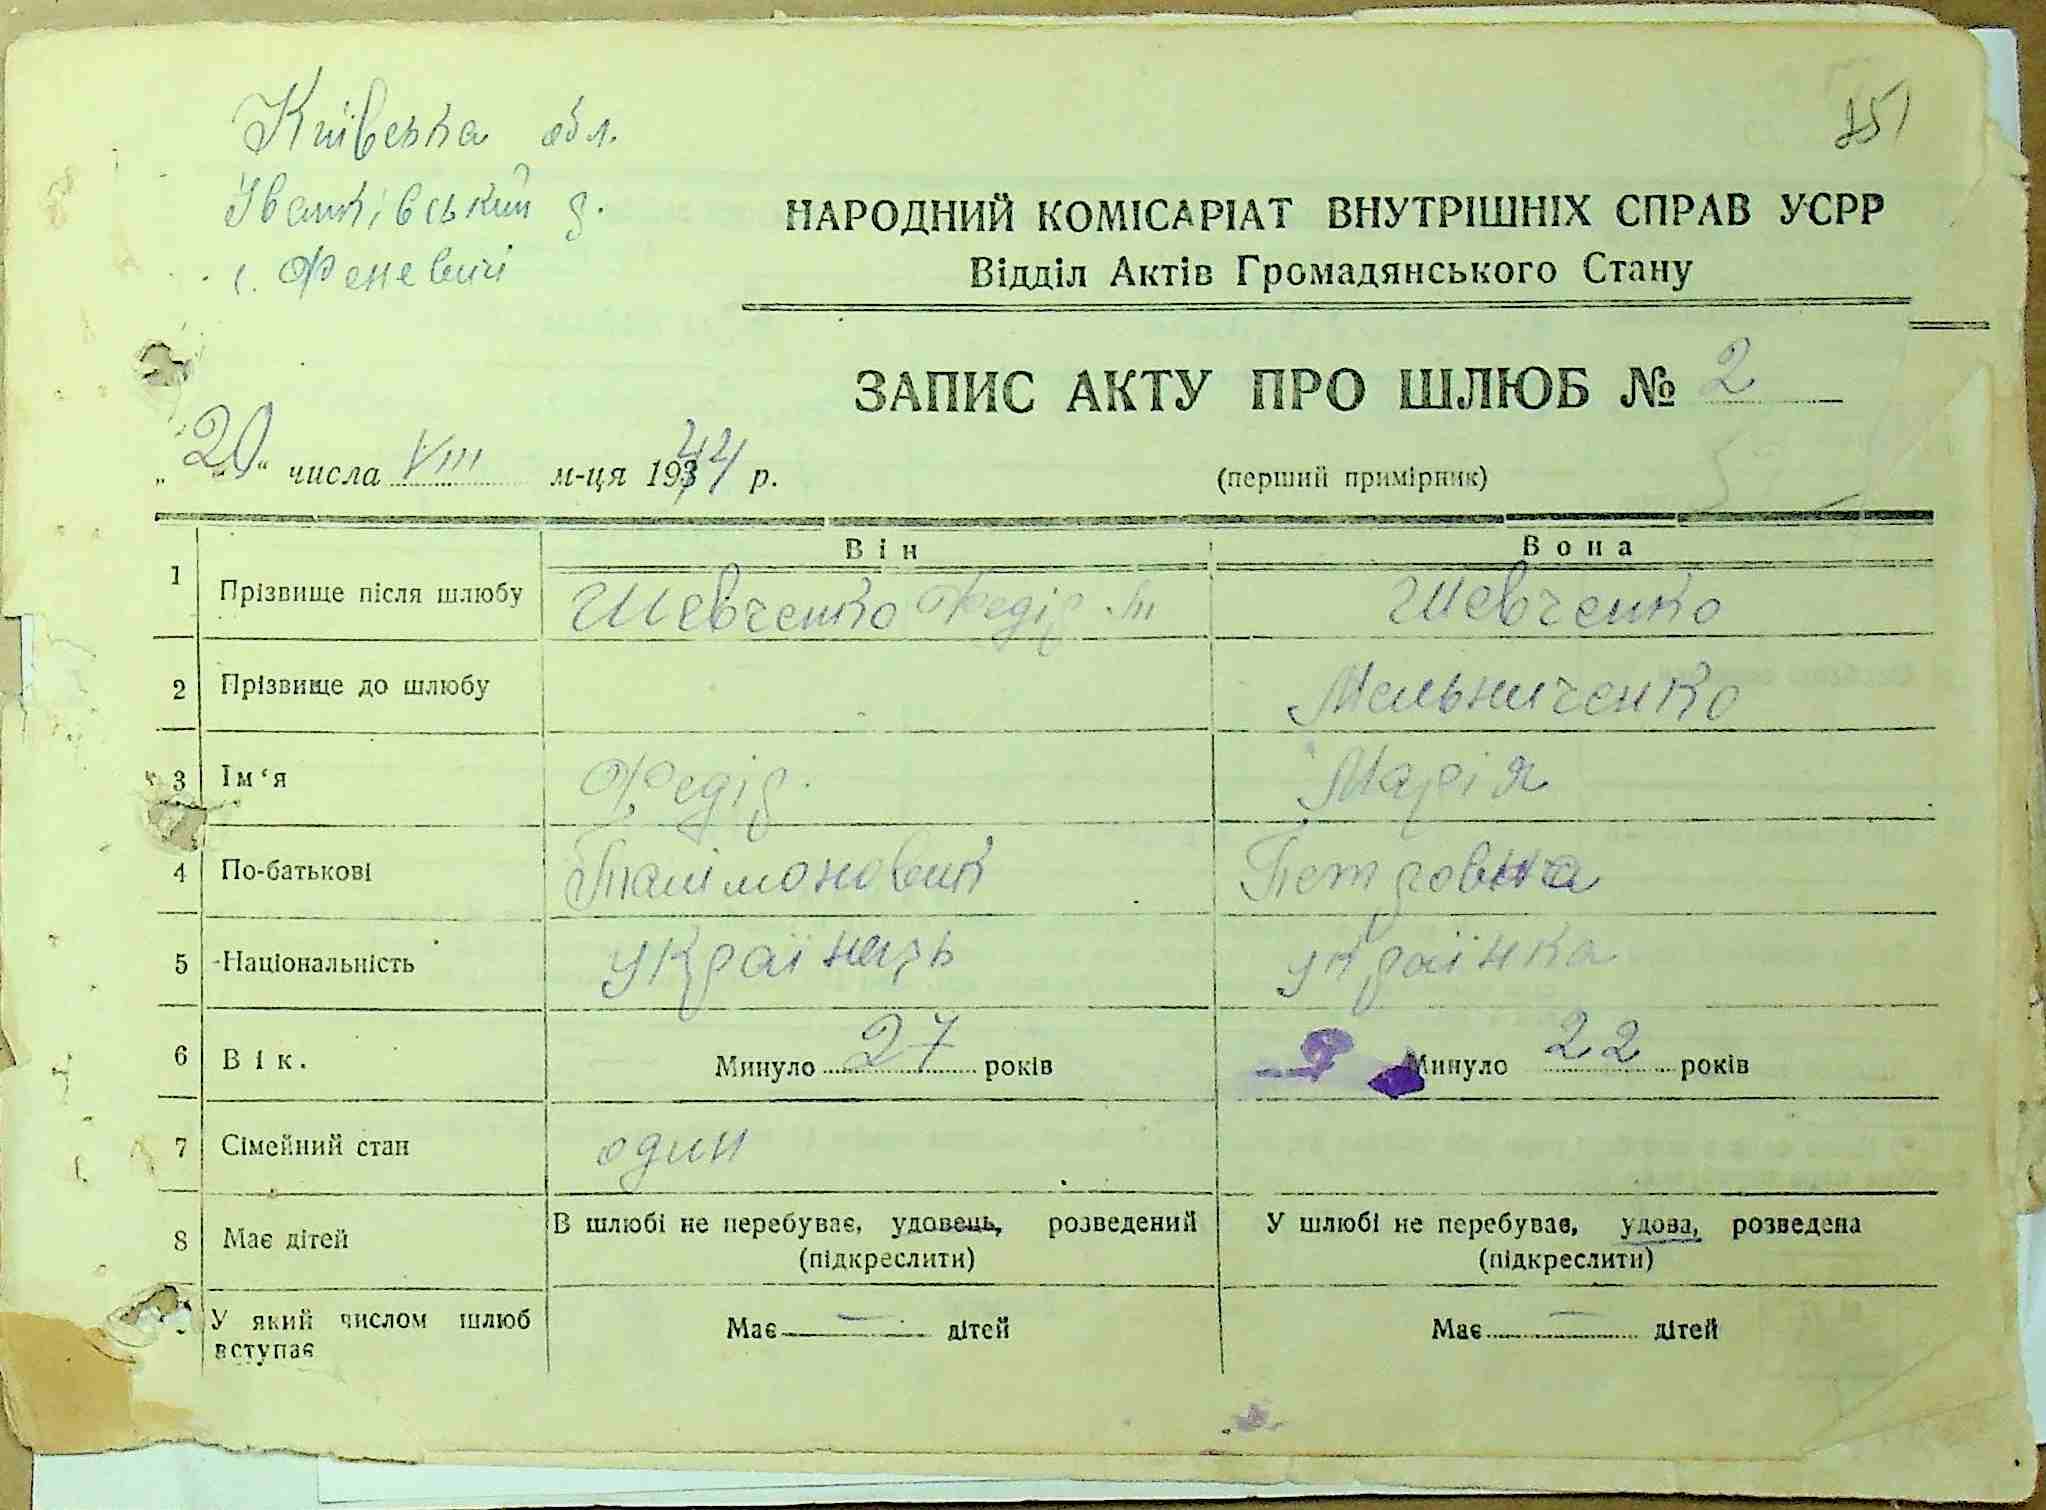 Київська обл.
Іванківський р.
с. Феневичі
751
НАРОДНИЙ КОМІСАРІАТ ВНУТРІШНІХ СПРАВ УСРР
Відділ Актів Громадянського Стану
ЗАПИС АКТУ ПРО ШЛЮБ № 2
„20“ числа VIII м-ця 1944 р.
(перший примірник)
Він Вона
1 Прізвище після шлюбу Шевченко Федір Шевченко
2 Прізвище до шлюбу Мельниченко
3 Ім‘я Федір Марія
4 По-батькові Петровна
5 Національність українець українка
6 Вік. Минуло 27 років Минуло 22 років
7 Сімейний стан один
8 Має дітей В шлюбі не перебуває, удовець, розведений У шлюбі не перебуває, удова, розведена
(підкреслити) (підкреслити)
У який числом шлюб вступає Має — дітей Має — дітей